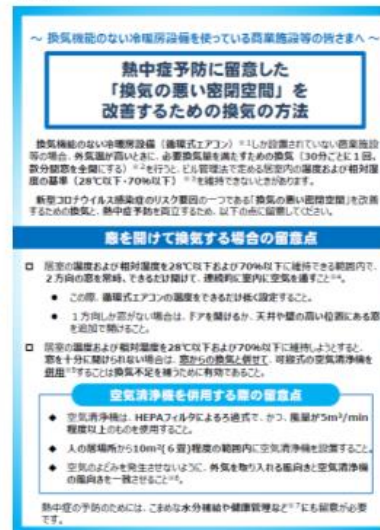 ～ 換気機能のない冷暖房設備を使っている商業施設等の皆さまへ ～
熱中症予防に留意した
「換気の悪い密閉空間」を
改善するための換気の方法
換気機能のない冷暖房設備（循環式エアコン）※1しか設置されていない商業施設
等の場合、外気温が高いときに、必要換気量を満たすための換気（30分ごとに1回、
数分間窓を全開にする）※2を行うと、ビル管理法で定める居室内の温度および相対湿
度の基準（28℃以下・70%以下）※3を維持できないときがあります。
新型コロナウイルス感染症のリスク要因の一つである「換気の悪い密閉空間」を改善
するための換気と、熱中症予防を両立するため、以下の点に留意してください。
窓を開けて換気する場合の留意点
□ 居室の温度および相対湿度を28℃以下および70%以下に維持できる範囲内で、
2方向の窓を常時、できるだけ開けて、連続的に室内に空気を通すこと※4。
● この際、循環式エアコンの温度をできるだけ低く設定すること。
● 1方向しか窓がない場合は、ドアを開けるか、天井や壁の高い位置にある窓
を追加で開けること。
□ 居室の温度および相対湿度を28℃以下および70%以下に維持しようとすると、
窓を十分に開けられない場合は、窓からの換気と併せて、可搬式の空気清浄機を
併用※5することは換気不足を補うために有効であること。
空気清浄機を併用する際の留意点
◆ 空気清浄機は、HEPAフィルタによるろ過式で、かつ、風量が5m³/min
程度以上のものを使用すること。
◆ 人の居場所から10m²(6畳)程度の範囲内に空気清浄機を設置すること。
◆ 空気のよどみを発生させないように、外気を取り入れる風向きと空気清浄機
の風向きを一致させること※6。
熱中症の予防のためには、こまめな水分補給や健康管理など※7にも留意が必要
です。